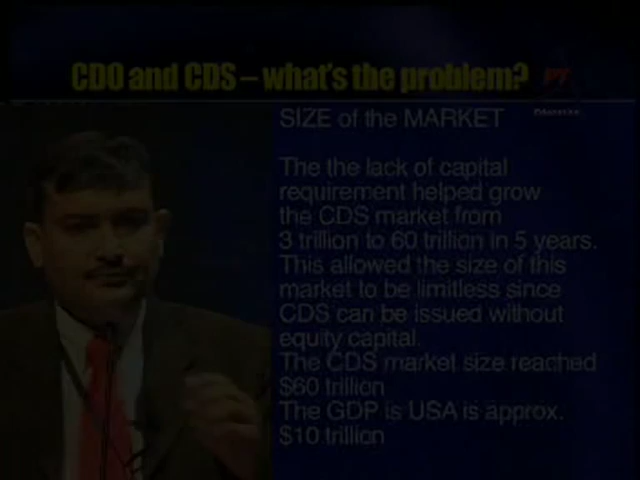 CDO and CDS – what's the problem?
SIZE of the MARKET
The the lack of capital
requirement helped grow
the CDS market from
3 trillion to 60 trillion in 5 years.
This allowed the size of this
market to be limitless since
CDS can be issued without
equity capital.
The CDS market size reached
$60 trillion
The GDP is USA is approx.
$10 trillion